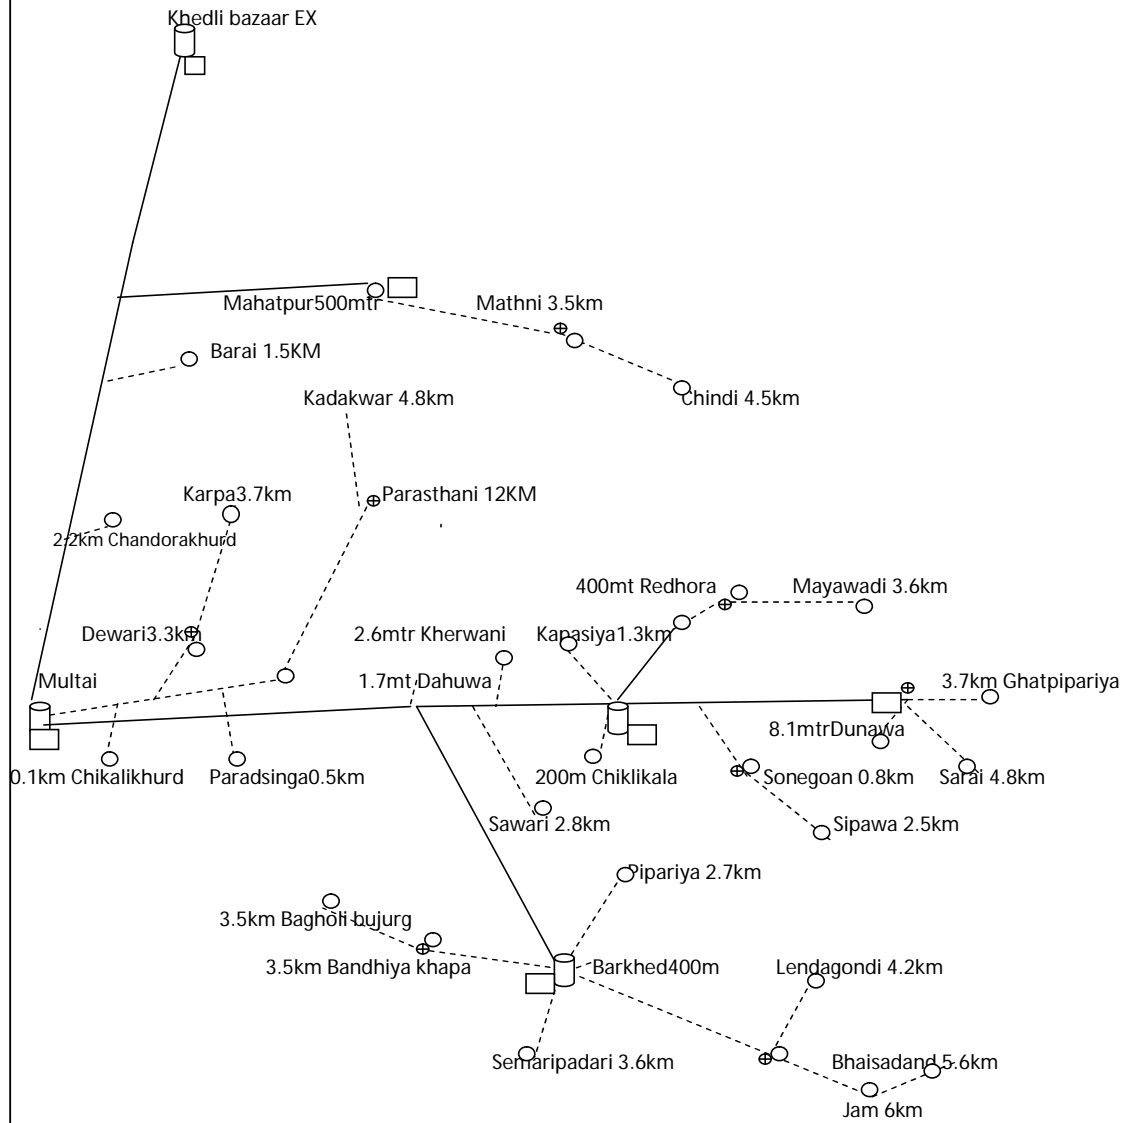 Khedli bazaar EX
Mahatpur500mtr
Mathni 3.5km
Barai 1.5KM
Kadakwar 4.8km
Chindi 4.5km
Karpa3.7km
Parasthani 12KM
2.2km Chandorakhurd
400mt Redhora
Mayawadi 3.6km
Dewari3.3km
2.6mtr Kherwani
Kapasiya1.3km
Multai
1.7mt Dahuwa
3.7km Ghatpipariya
8.1mtrDunawa
0.1km Chikalikhurd
Paradsinga0.5km
200m Chiklikala
Sonegoan 0.8km
Sarai 4.8km
Sawari 2.8km
Sipawa 2.5km
Pipariya 2.7km
3.5km Bagholi bujurg
3.5km Bandhiya khapa
Barkhed400m
Lendagondi 4.2km
Semaripadari 3.6km
Bhaisadand 5.6km
Jam 6km